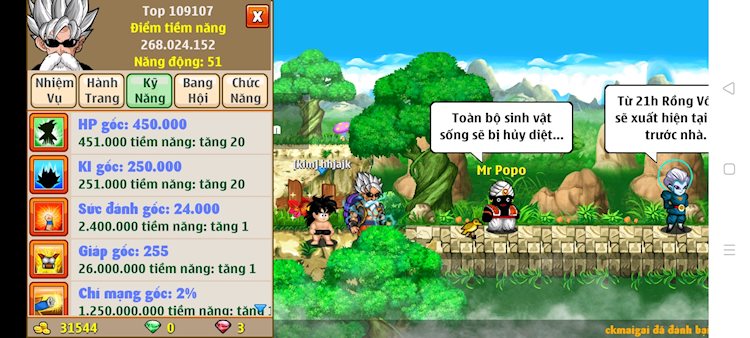 Top 109107
Điểm tiềm năng
268.024.152
Năng động: 51
X
Nhiệm Vụ
Hành Trang
Kỹ Năng
Bang Hội
Chức Năng
HP gốc: 450.000
451.000 tiềm năng: tăng 20
KI gốc: 250.000
251.000 tiềm năng: tăng 20
Sức đánh gốc: 24.000
2.400.000 tiềm năng: tăng 1
Giáp gốc: 255
26.000.000 tiềm năng: tăng 1
Chí mạng gốc: 2%
1.250.000.000 tiềm năng: tăng
31544
0
3
Toàn bộ sinh vật
sống sẽ bị hủy diệt...
Mr Popo
Từ 21h Rồng Vô
sẽ xuất hiện tại
trước nhà.
ckmaigai đã đánh bại